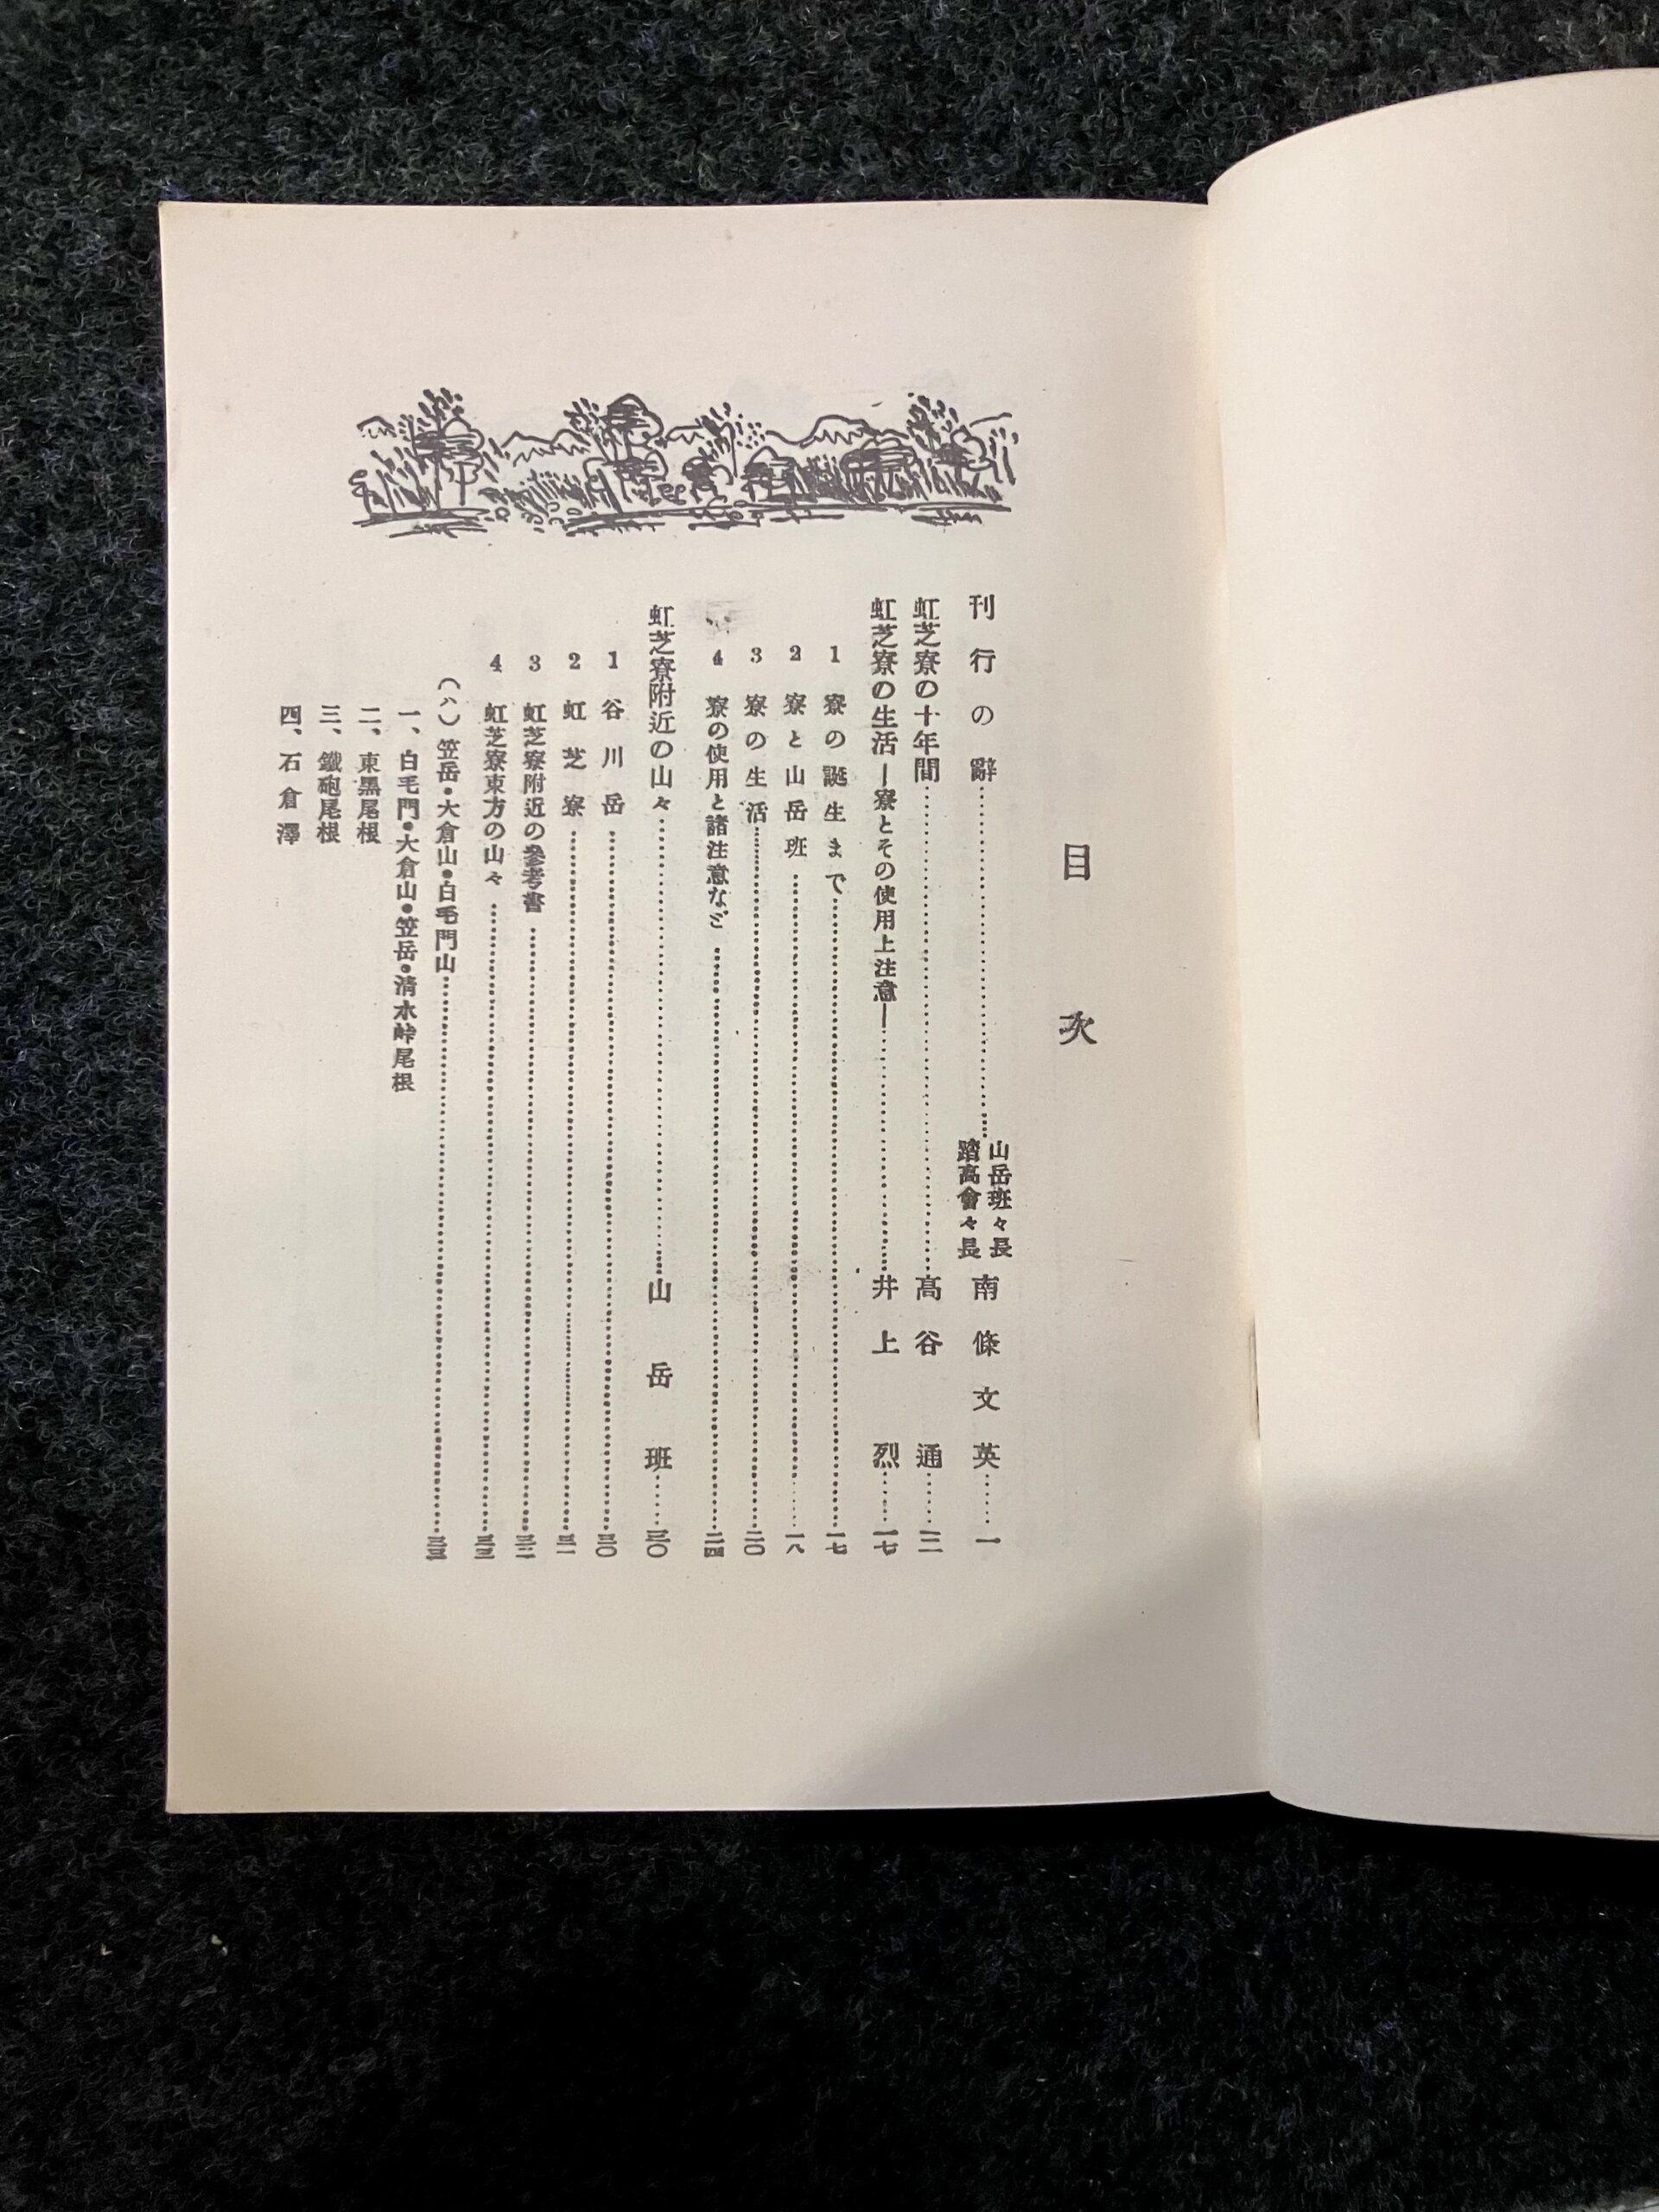 目次
刊行の辭……山岳班々長 踏高會々長 南條文英……一
虹芝寮の十年間……高谷通……二
虹芝寮の生活―寮とその使用上注意―……井上烈……一七
1 寮の誕生まで……一七
2 寮と山岳班……一八
3 寮の生活……二〇
4 寮の使用と諸注意など……二四
虹芝寮附近の山々……山岳班……三〇
1 谷川岳……三〇
2 虹芝寮……三一
3 虹芝寮附近の參考書……三二
4 虹芝寮東方の山々……三三
(ハ)笠岳・大倉山・白毛門山……三三
一、白毛門・大倉山・笠岳・淸水峠尾根
二、東黑尾根
三、鐵砲尾根
四、石倉澤